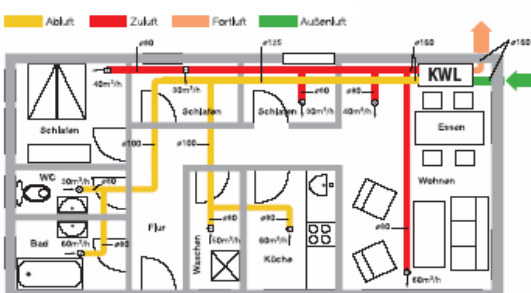 Abluft Zuluft Fortluft Außenluft
ø80 ø125 ø160 ø160
KWL
40m³/h 30m³/h ø80 30m³/h ø80 40m³/h
Schlafen Schlafen Schlafen Essen
ø100 ø100
WC 30m³/h ø80 Wohnen
Bad 60m³/h ø80 Flur ø80 50m³/h ø80 60m³/h ø80
Waschen Küche 60m³/h